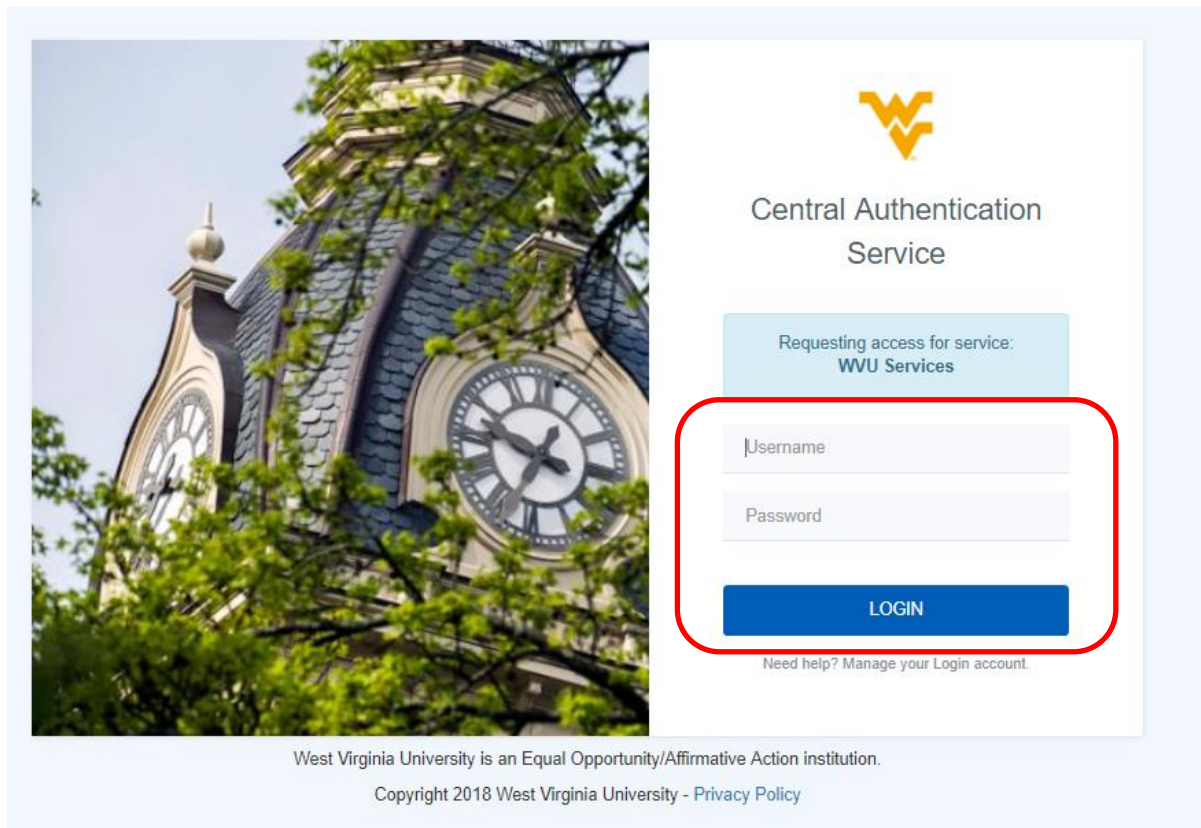 Central Authentication
Service
Requesting access for service:
WVU Services
Username
Password
LOGIN
Need help? Manage your Login account.
West Virginia University is an Equal Opportunity/Affirmative Action institution.
Copyright 2018 West Virginia University - Privacy Policy